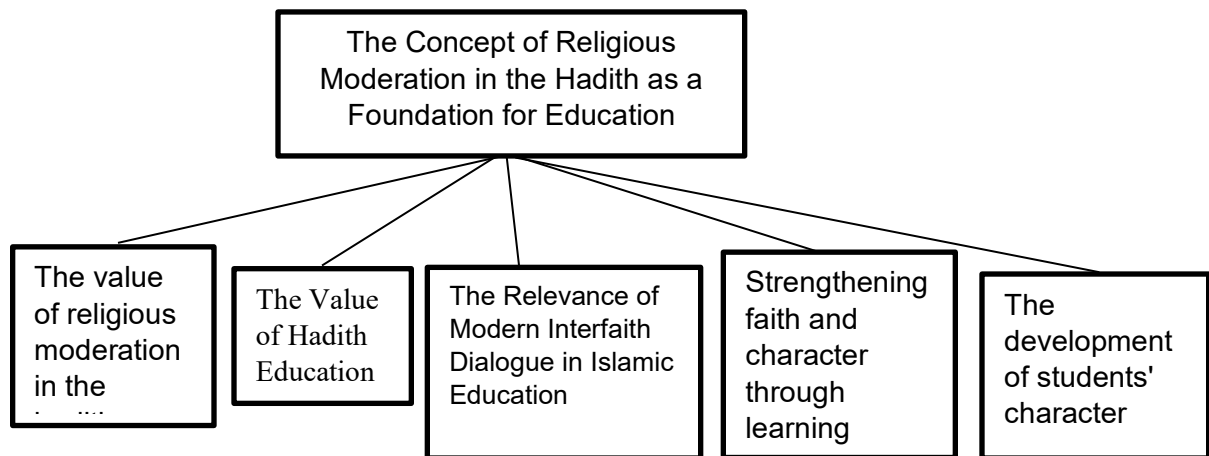 The Concept of Religious
Moderation in the Hadith as a
Foundation for Education
The value
of religious
moderation
in the
The Value
of Hadith
Education
The Relevance of
Modern Interfaith
Dialogue in Islamic
Education
Strengthening
faith and
character
through
learning
The
development
of students'
character